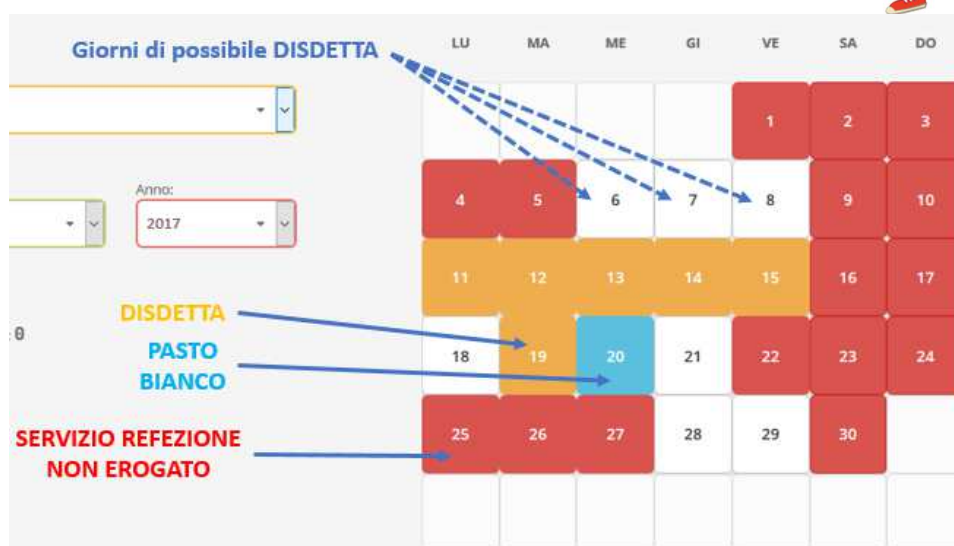 Giorni di possibile DISDETTA
LU MA ME GI VE SA DO
1 2 3
Anno:
2017
4 5 6 7 8 9 10
11 12 13 14 15 16 17
DISDETTA
0
PASTO
BIANCO
18 19 20 21 22 23 24
SERVIZIO REFEZIONE
NON EROGATO
25 26 27 28 29 30